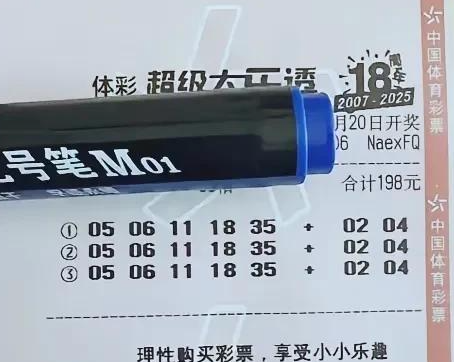 体彩 超级大乐透 18周年
2007-2025
月20日开奖
06 NaexFQ
号笔M01
合计198元
① 05 06 11 18 35 + 02 04
② 05 06 11 18 35 + 02 04
③ 05 06 11 18 35 + 02 04
理性购买彩票，享受小小乐趣
中国体育彩票
中国体育彩票